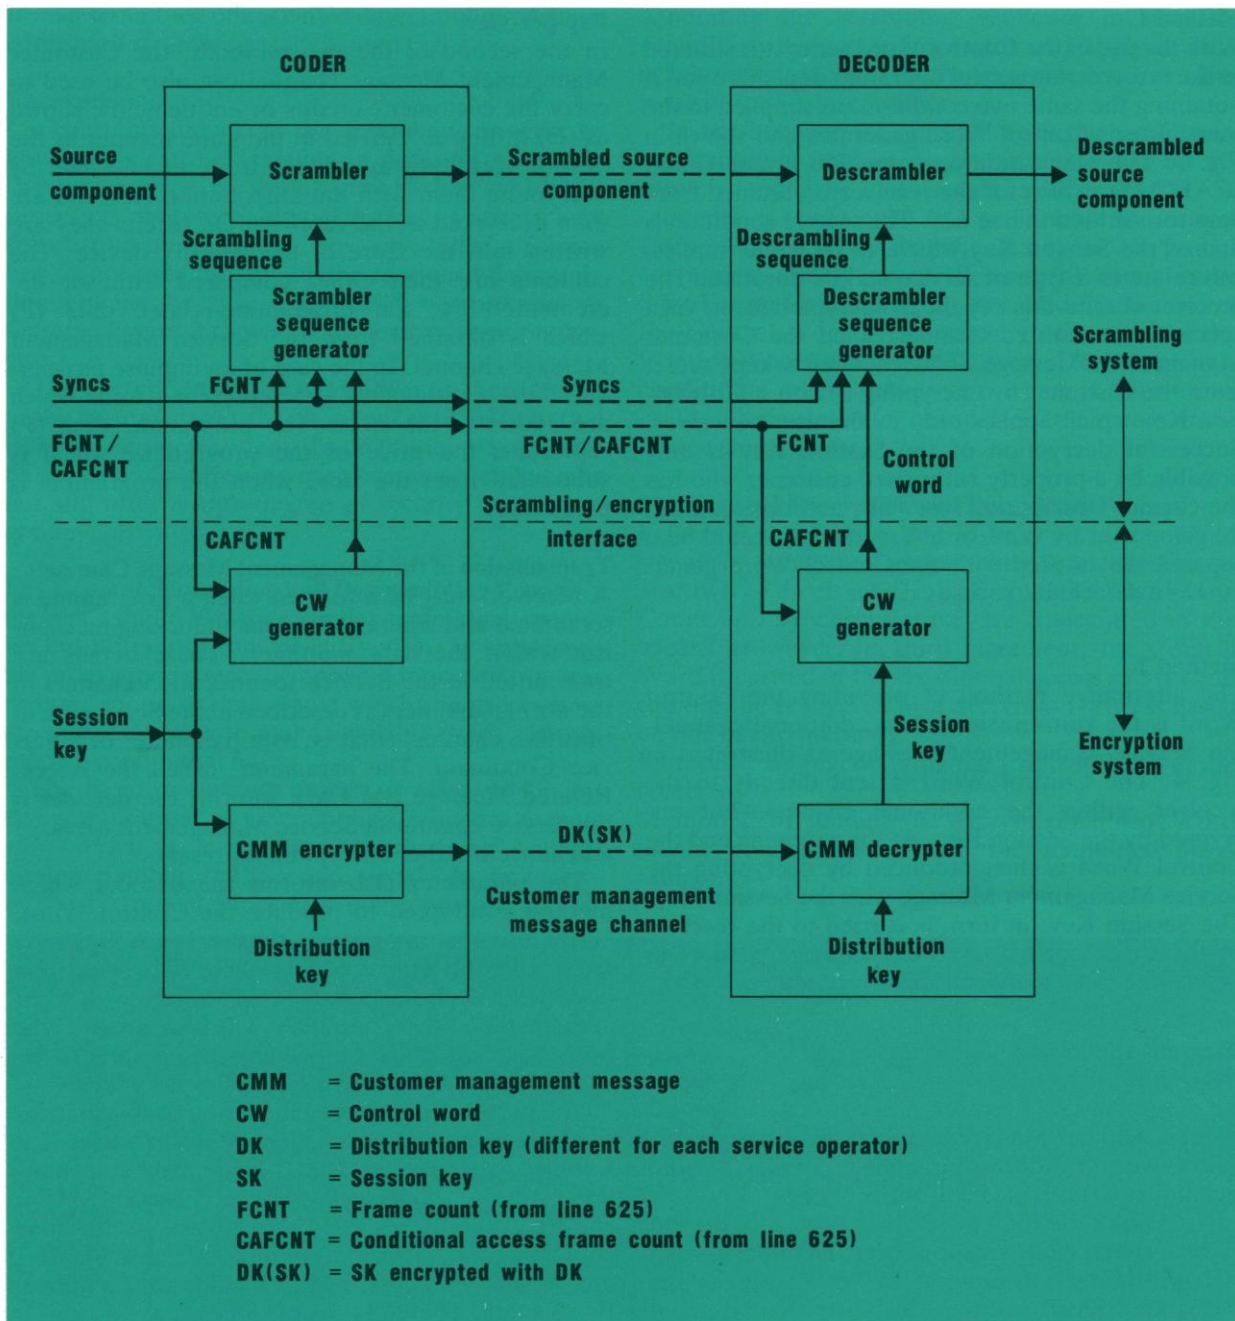 CODER
DECODER
Source
component
Scrambler
Scrambled source
component
Descrambler
Descrambled
source
component
Scrambling
sequence
Descrambling
sequence
Scrambler
sequence
generator
Descrambler
sequence
generator
Scrambling
system
Syncs
FCNT
Syncs
FCNT/
CAFCNT
FCNT/CAFCNT
FCNT
Control
word
Scrambling/encryption
interface
CAFCNT
CAFCNT
CW
generator
CW
generator
Session
key
Session
key
Encryption
system
CMM encrypter
DK(SK)
CMM decrypter
Customer management
message channel
Distribution
key
Distribution
key
CMM = Customer management message
CW = Control word
DK = Distribution key (different for each service operator)
SK = Session key
FCNT = Frame count (from line 625)
CAFCNT = Conditional access frame count (from line 625)
DK(SK) = SK encrypted with DK